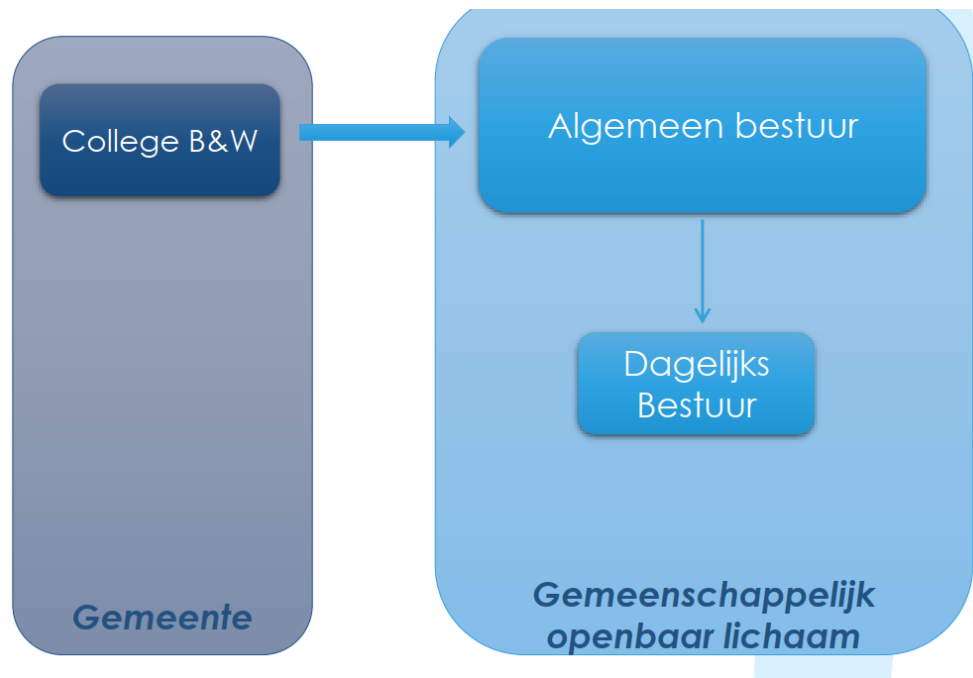 College B&W
Algemeen bestuur
Dagelijks
Bestuur
Gemeente
Gemeenschappelijk
openbaar lichaam